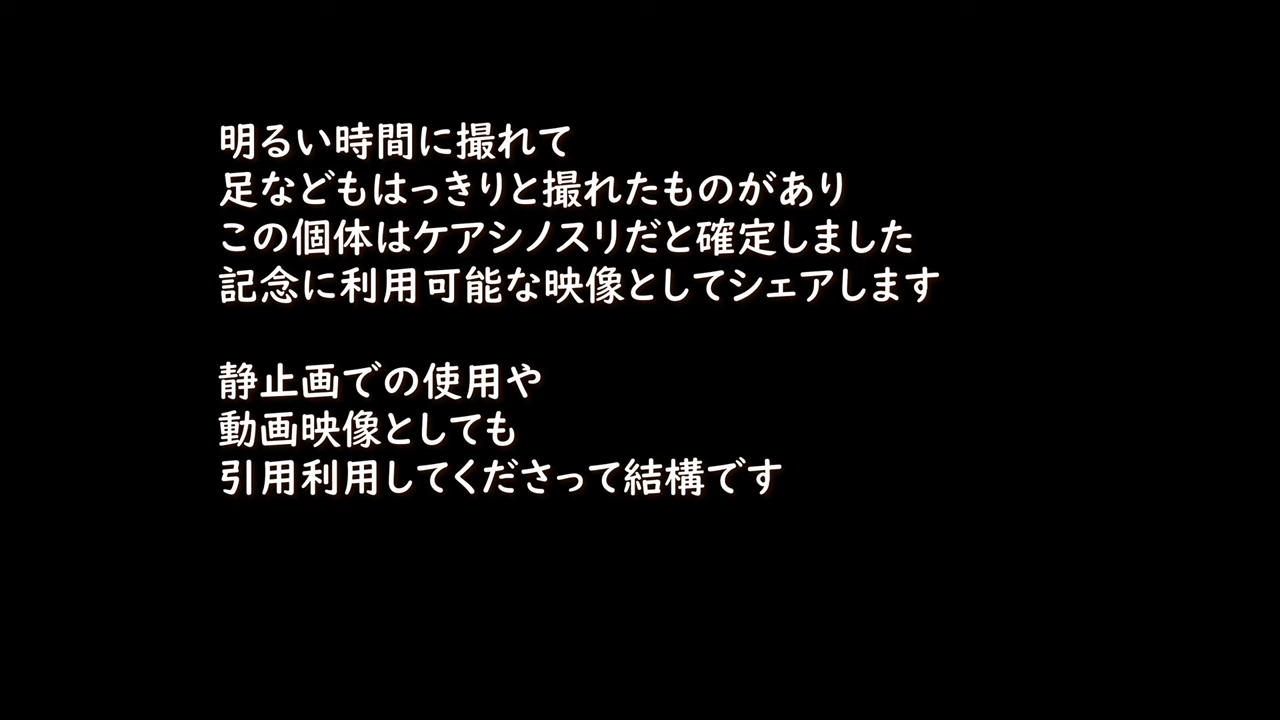 明るい時間に撮れて
足などもはっきりと撮れたものがあり
この個体はケアシノスリだと確定しました
記念に利用可能な映像としてシェアします
静止画での使用や
動画映像としても
引用利用してくださって結構です